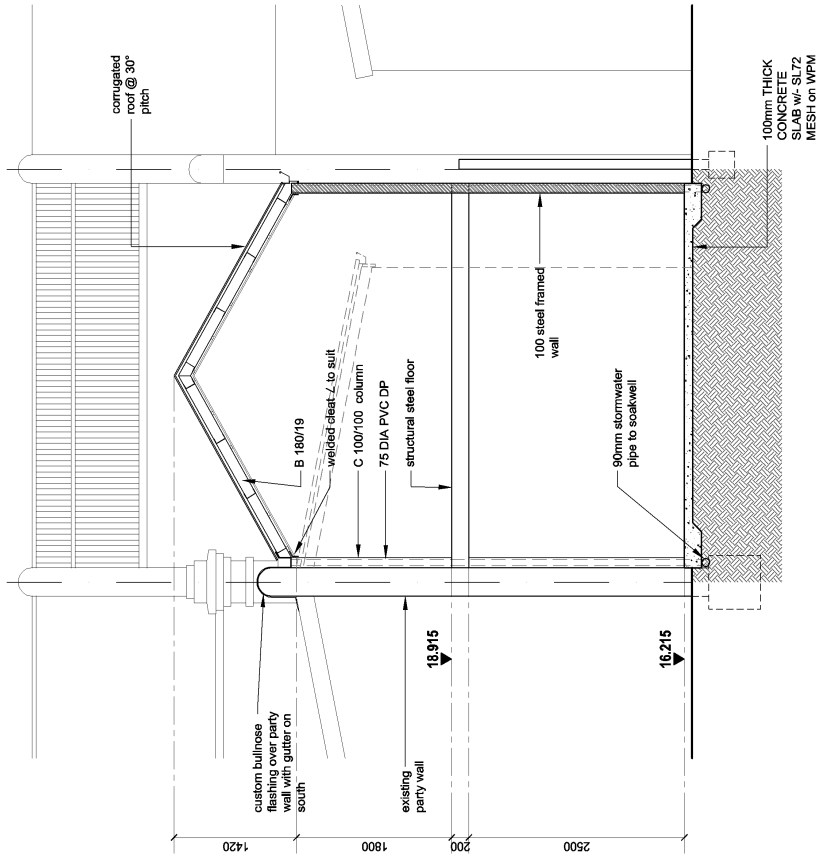 corrugated
roof @ 30°
pitch
B 180/19
welded cleat ∠ to suit
C 100/100 column
75 DIA PVC DP
structural steel floor
100 steel framed
wall
90mm stormwater
pipe to soakwell
100mm THICK
CONCRETE
SLAB w/- SL72
MESH on WPM
custom bullnose
flashing over party
wall with gutter on
south
existing
party wall
18.915
16.215
1420
1800
200
2500